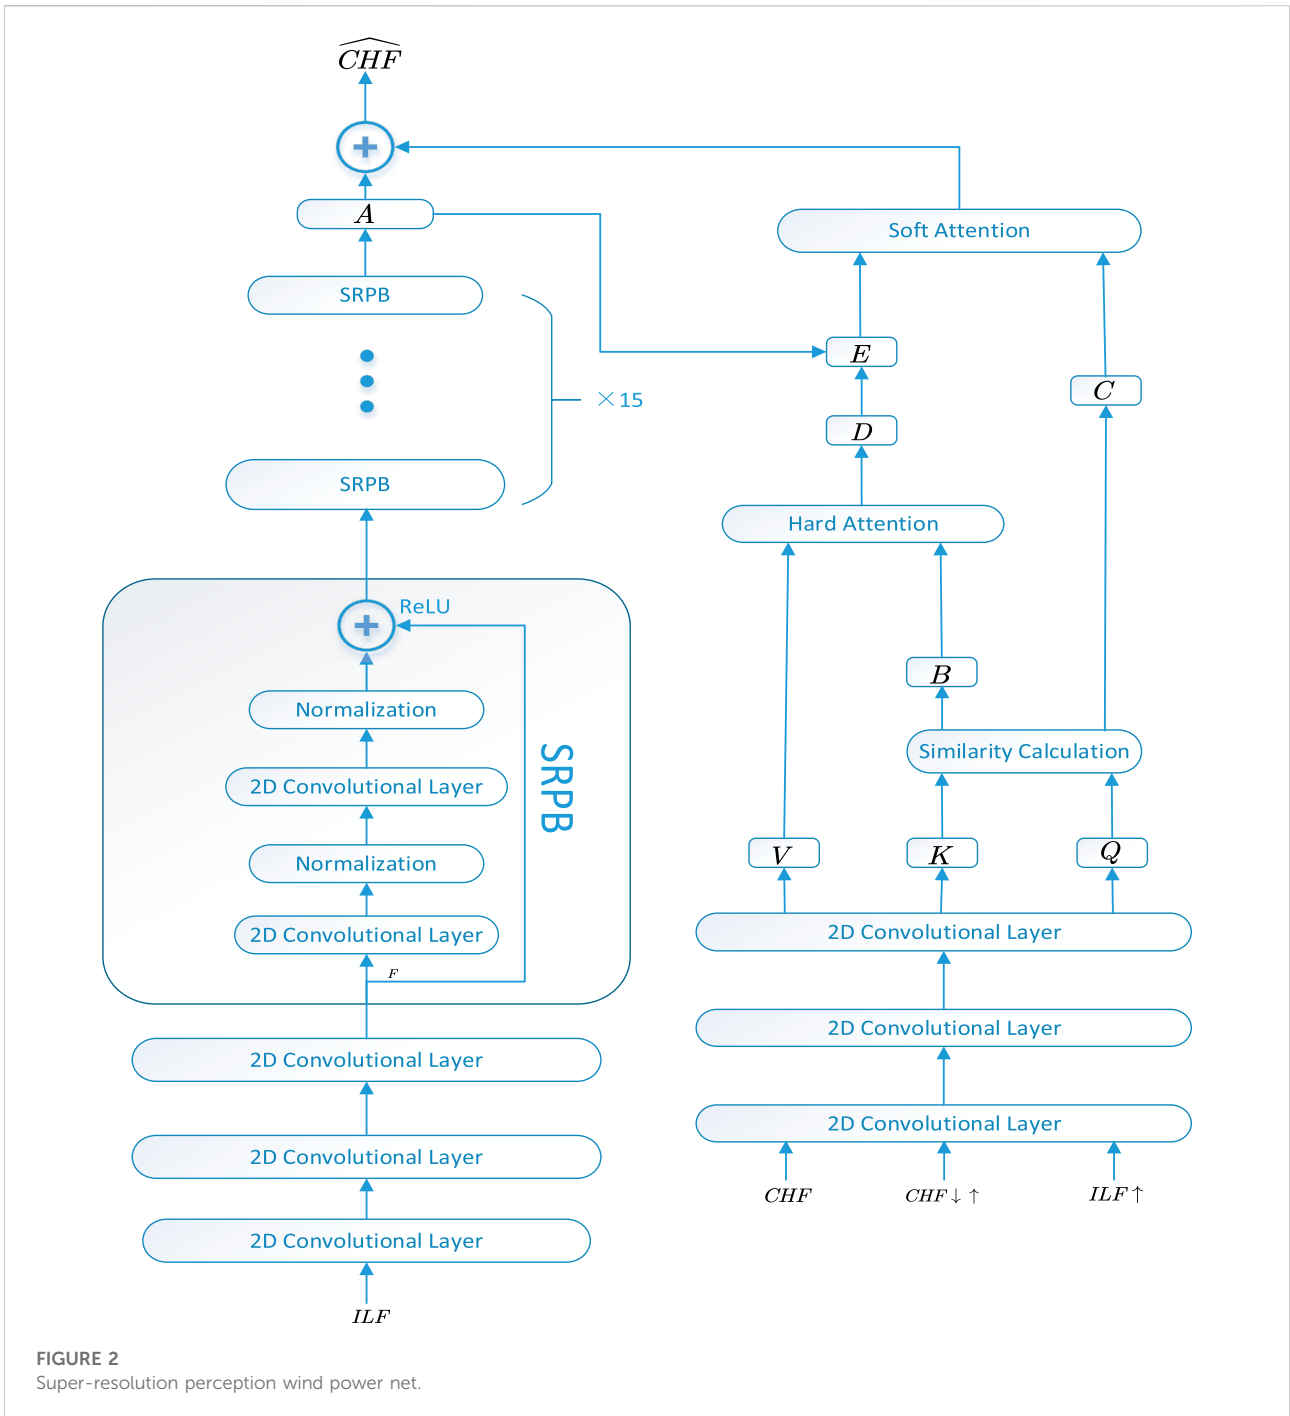 $\widehat{CHF}$
A
Soft Attention
SRPB
E
× 15
C
D
SRPB
Hard Attention
ReLU
B
Normalization
SRPB
Similarity Calculation
2D Convolutional Layer
Normalization
V
K
Q
2D Convolutional Layer
2D Convolutional Layer
F
2D Convolutional Layer
2D Convolutional Layer
2D Convolutional Layer
2D Convolutional Layer
CHF
CHF↓↑
ILF↑
2D Convolutional Layer
ILF
FIGURE 2
Super-resolution perception wind power net.